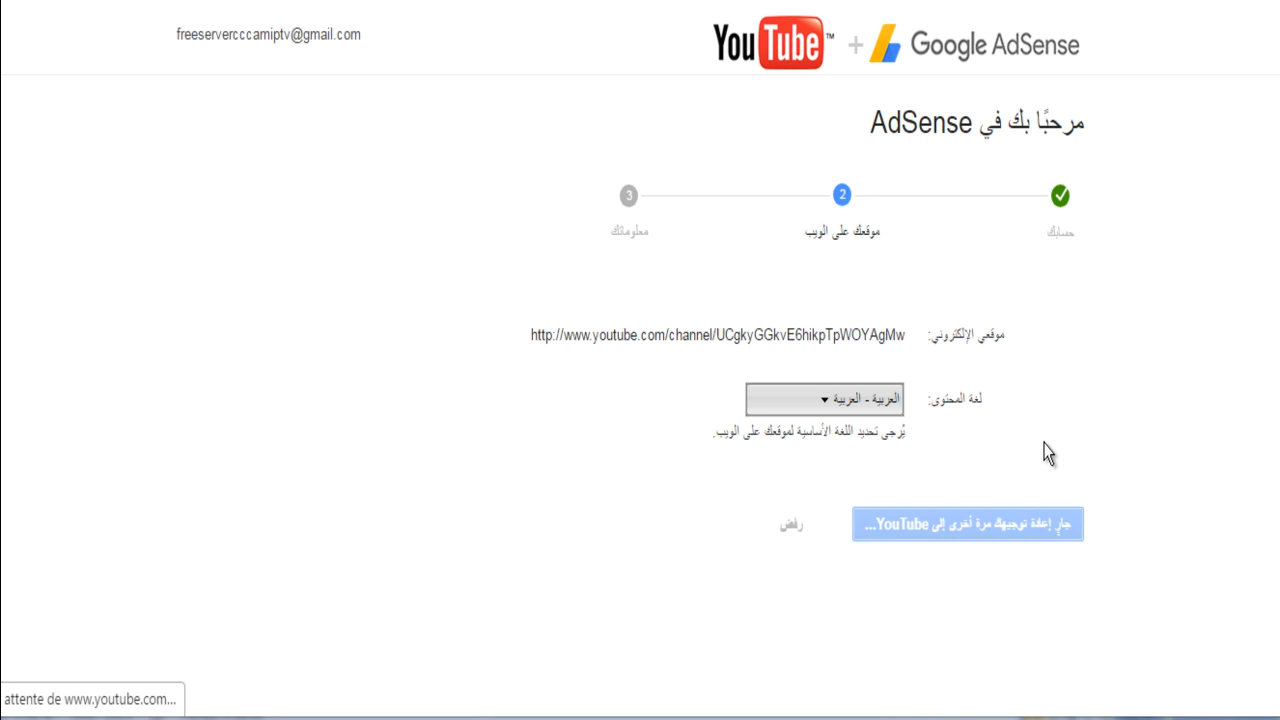 freeservercccamiptv@gmail.com
YouTube™ + Google AdSense
مرحبًا بك في AdSense
2
3
حسابك
موقعك على الويب
معلوماتك
موقعي الإلكتروني: http://www.youtube.com/channel/UCgkyGGkvE6hikpTpWOYAgMw
لغة المحتوى: العربية - العربية
يُرجى تحديد اللغة الأساسية لموقعك على الويب.
جارٍ إعادة توجيهك مرة أخرى إلى YouTube...
رفض
attente de www.youtube.com...